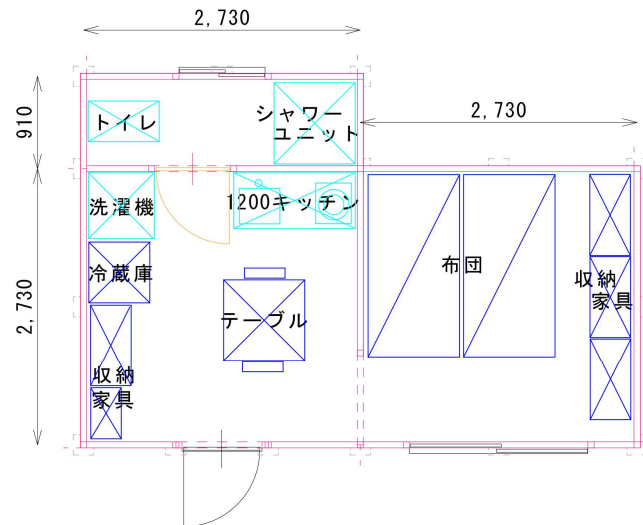 2,730
910
トイレ
シャワー
ユニット
2,730
2,730
洗濯機
1200キッチン
冷蔵庫
布団
収納
家具
テーブル
収納
家具